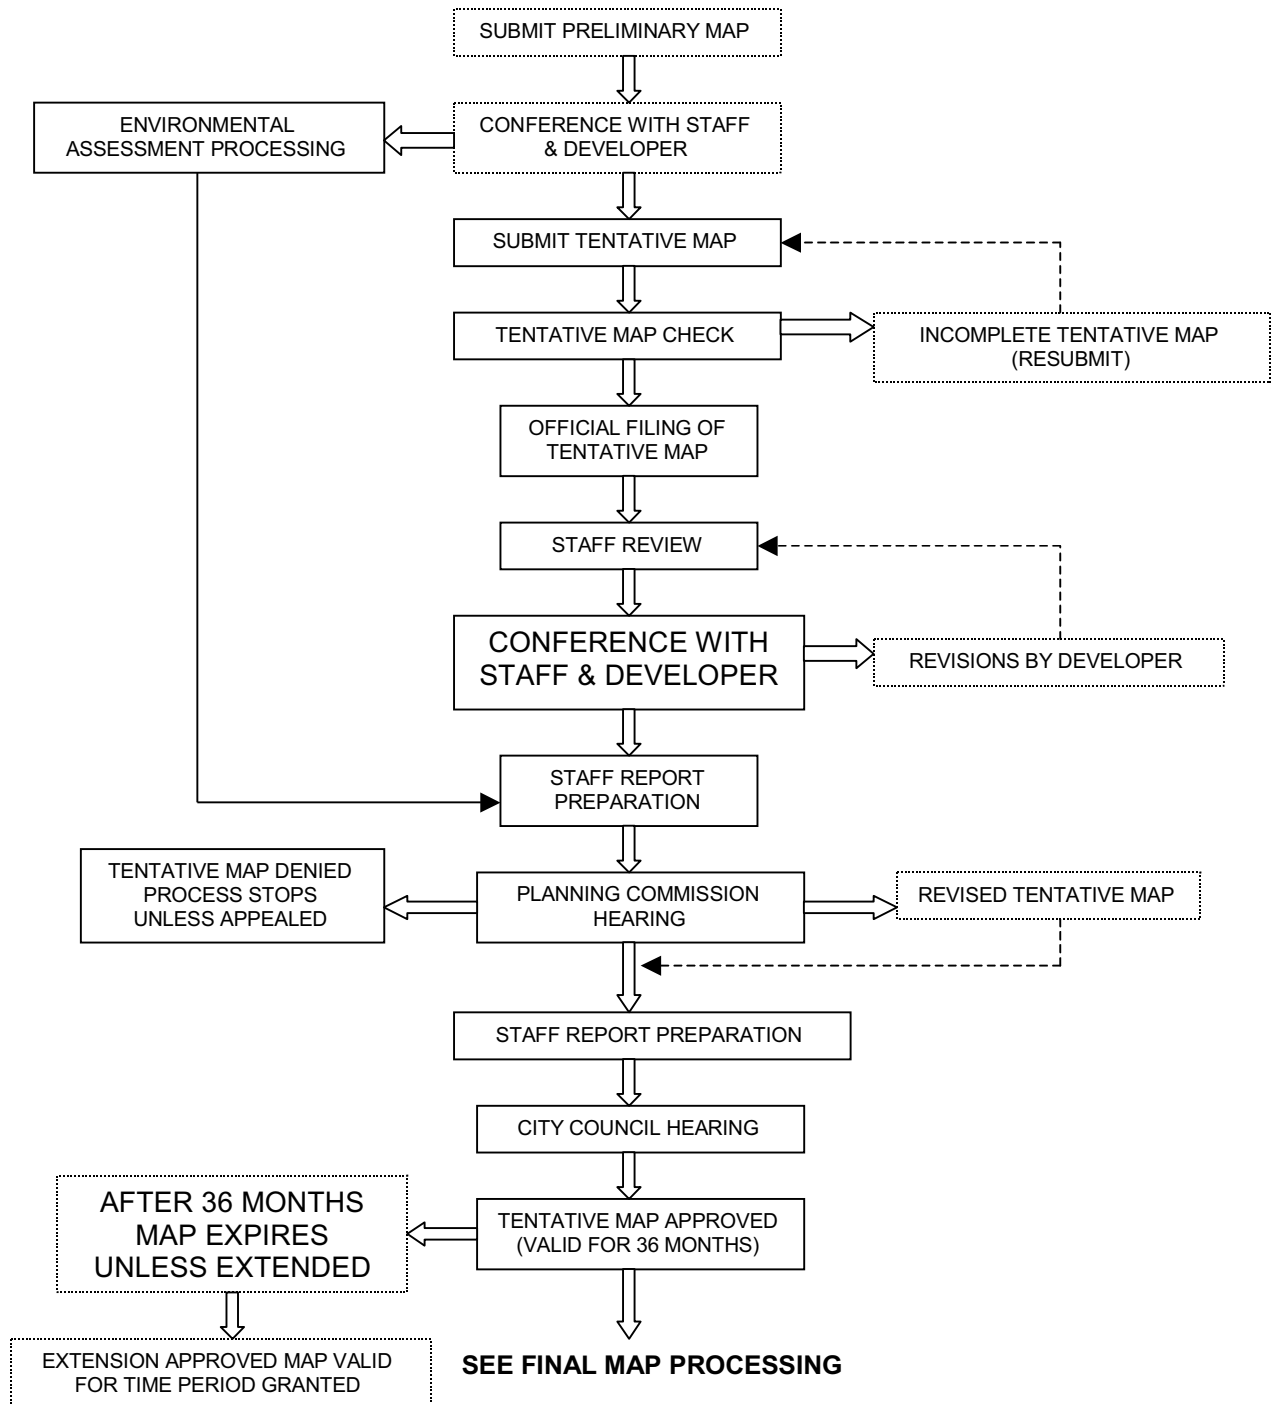 SUBMIT PRELIMINARY MAP
ENVIRONMENTAL
ASSESSMENT PROCESSING
CONFERENCE WITH STAFF
& DEVELOPER
SUBMIT TENTATIVE MAP
TENTATIVE MAP CHECK
INCOMPLETE TENTATIVE MAP
(RESUBMIT)
OFFICIAL FILING OF
TENTATIVE MAP
STAFF REVIEW
CONFERENCE WITH
STAFF & DEVELOPER
REVISIONS BY DEVELOPER
STAFF REPORT
PREPARATION
TENTATIVE MAP DENIED
PROCESS STOPS
UNLESS APPEALED
PLANNING COMMISSION
HEARING
REVISED TENTATIVE MAP
STAFF REPORT PREPARATION
CITY COUNCIL HEARING
AFTER 36 MONTHS
MAP EXPIRES
UNLESS EXTENDED
TENTATIVE MAP APPROVED
(VALID FOR 36 MONTHS)
EXTENSION APPROVED MAP VALID
FOR TIME PERIOD GRANTED
SEE FINAL MAP PROCESSING